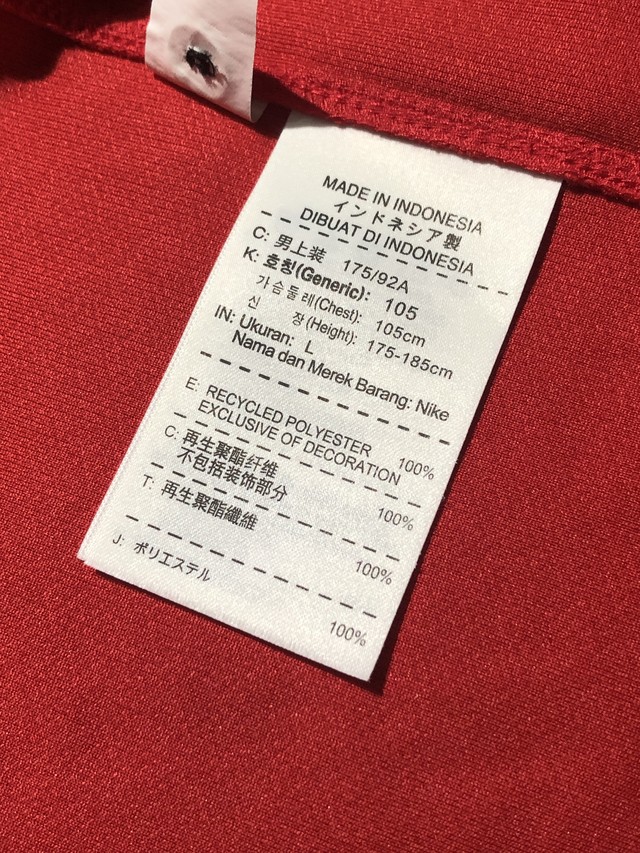 MADE IN INDONESIA
インドネシア製
DIBUAT DI INDONESIA
C: 男上装 175/92A
K: 호칭(Generic): 105
가슴둘레(Chest): 105cm
신 장(Height): 175-185cm
IN: Ukuran: L
Nama dan Merek Barang: Nike
E: RECYCLED POLYESTER 100%
EXCLUSIVE OF DECORATION
C: 再生聚酯纤维 100%
不包括装饰部分
T: 再生聚酯纖維 100%
J: ポリエステル 100%